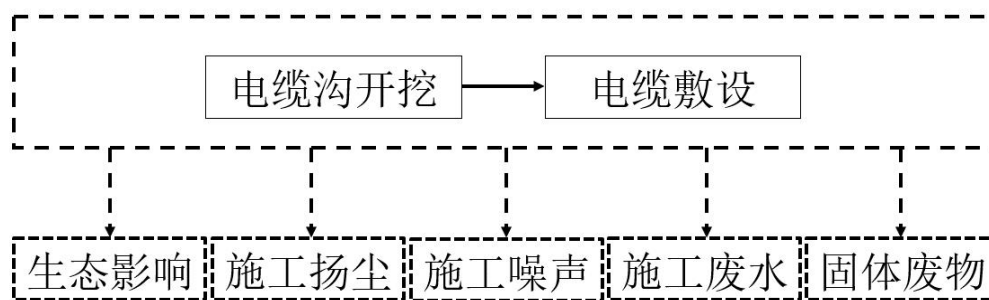 电缆沟开挖
电缆敷设
生态影响
施工扬尘
施工噪声
施工废水
固体废物